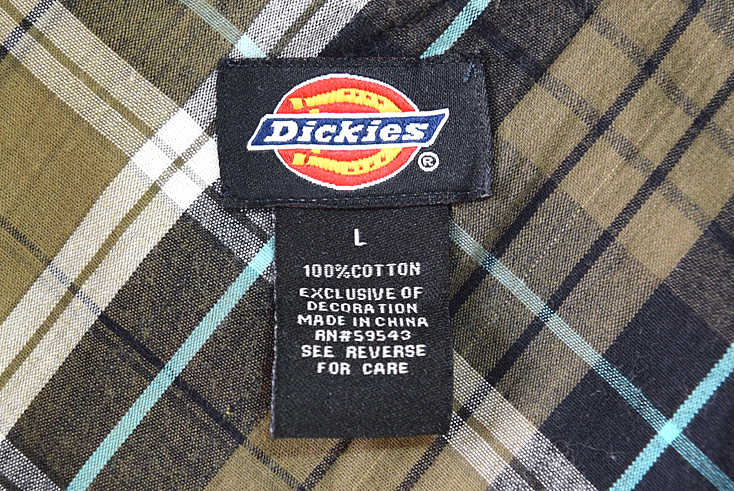 Dickies
®
L
100%COTTON
EXCLUSIVE OF
DECORATION
MADE IN CHINA
RN#59543
SEE REVERSE
FOR CARE